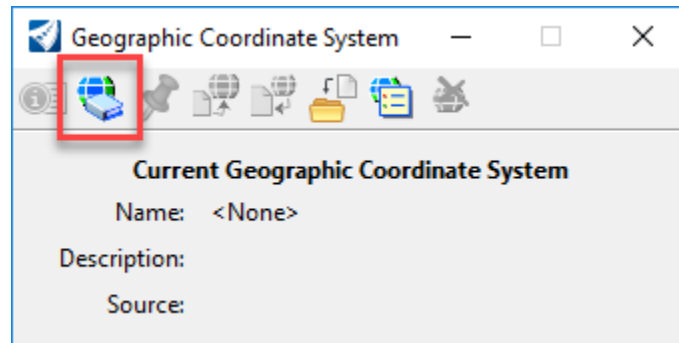 Geographic Coordinate System
Current Geographic Coordinate System
Name: <None>
Description:
Source: